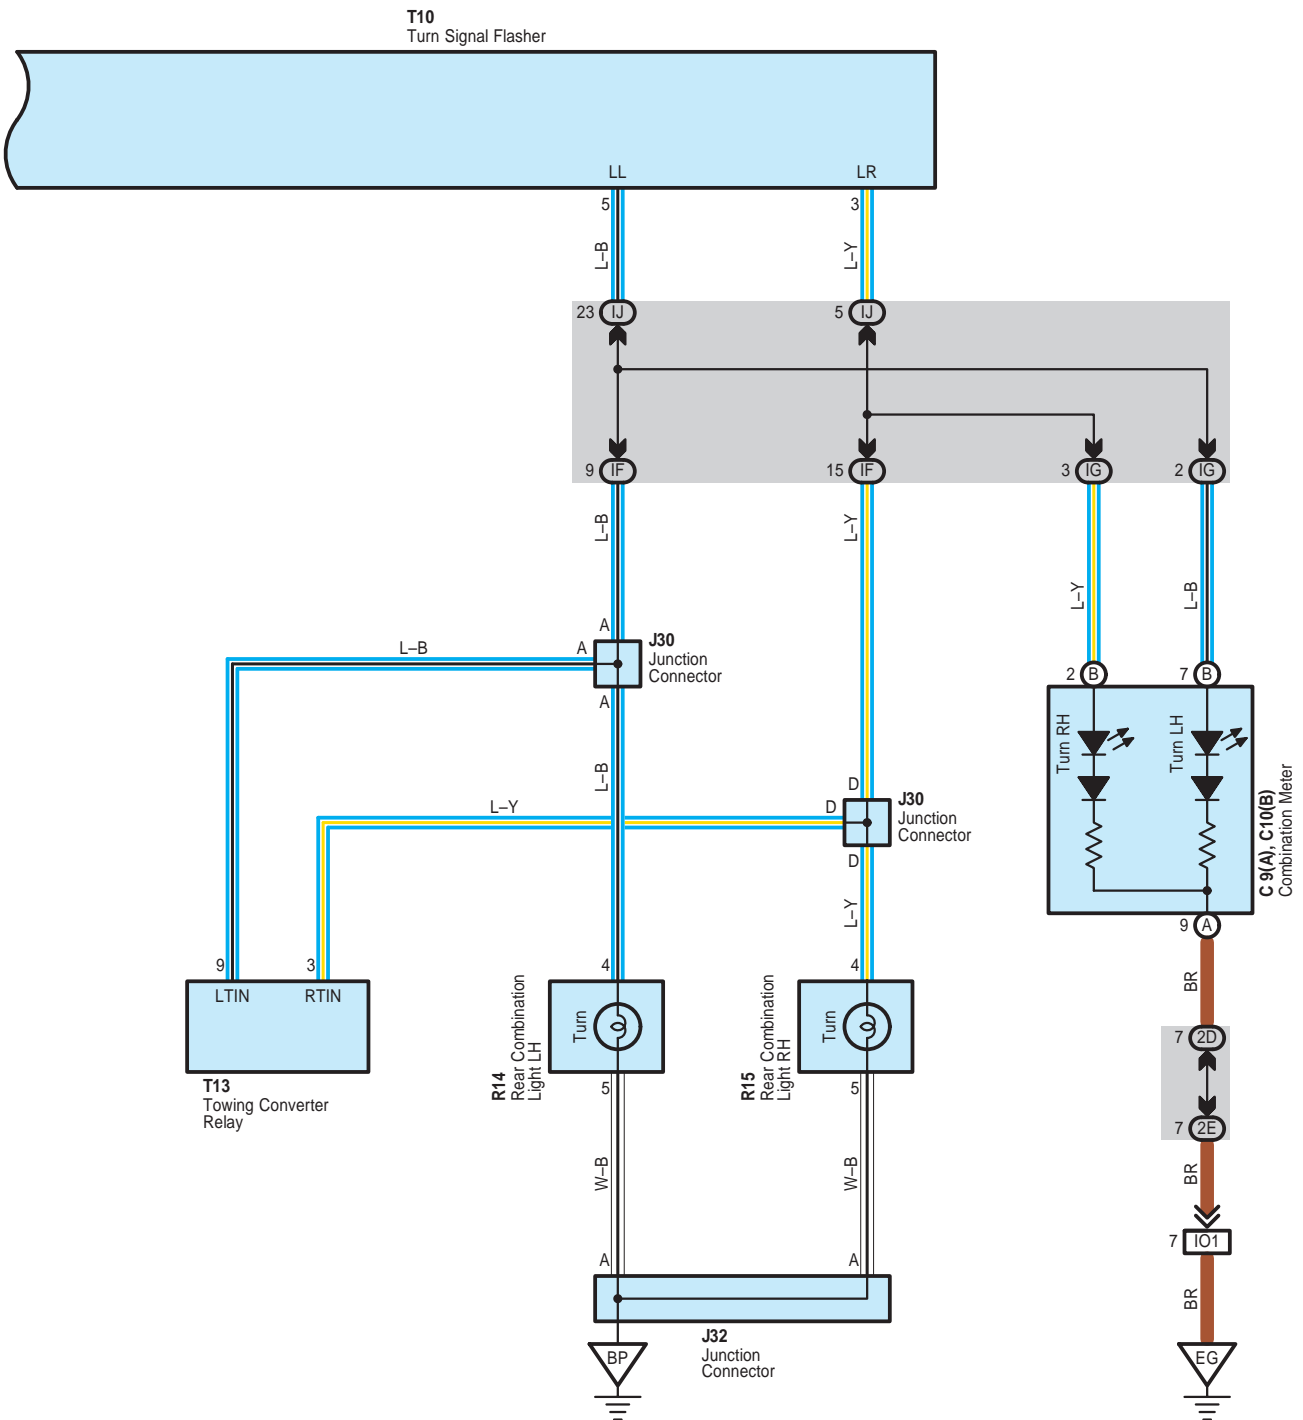 T10
Turn Signal Flasher
LL
LR
5
3
L–B
L–Y
23 IJ
5 IJ
9 IF
15 IF
3 IG
2 IG
L–B
L–Y
L–Y
L–B
A
J30
Junction
Connector
L–B
A
A
2 B
7 B
Turn RH
Turn LH
C 9(A), C10(B)
Combination Meter
L–B
D
J30
Junction
Connector
L–Y
D
D
L–Y
9 A
9
3
4
4
LTIN
RTIN
Turn
Turn
BR
T13
Towing Converter
Relay
R14
Rear Combination
Light LH
R15
Rear Combination
Light RH
7 2D
5
5
7 2E
W–B
W–B
BR
7 IO1
A
A
BR
J32
Junction
Connector
BP
EG